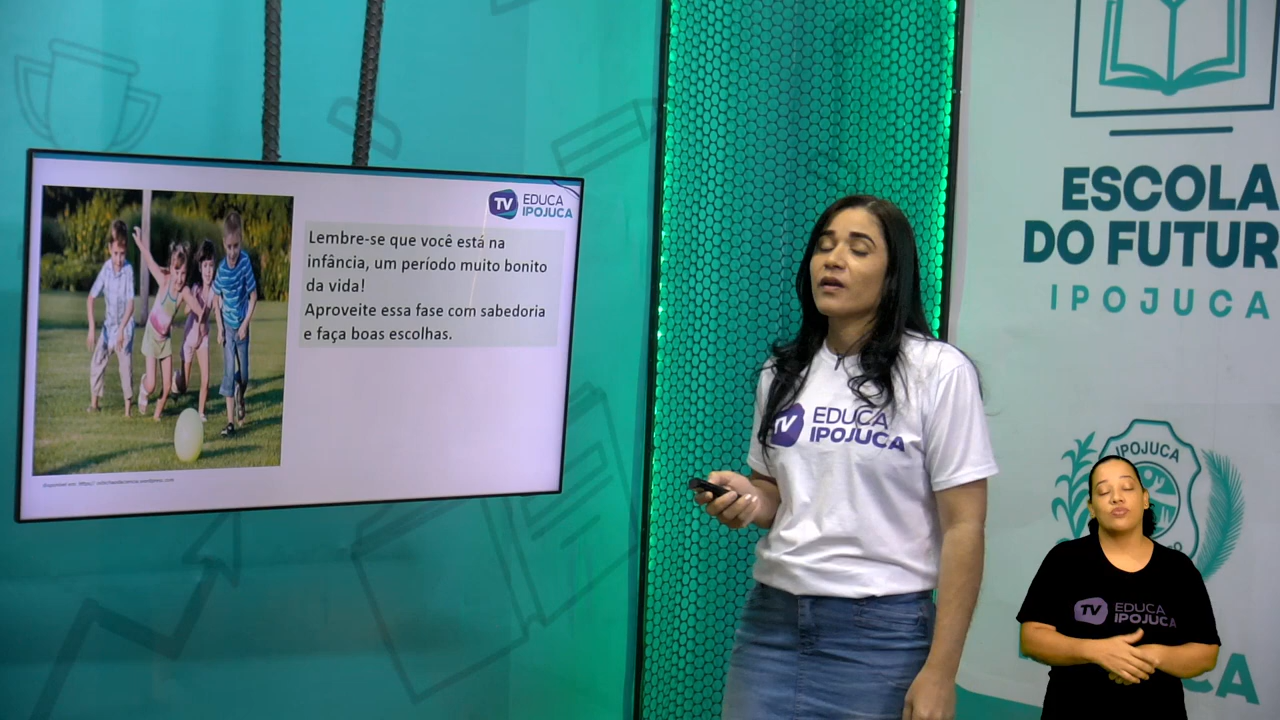 TV EDUCA
IPOJUCA
Lembre-se que você está na
infância, um período muito bonito
da vida!
Aproveite essa fase com sabedoria
e faça boas escolhas.
TV EDUCA
IPOJUCA
ESCOLA
DO FUTUR
IPOJUCA
IPOJUCA
TV EDUCA
IPOJUCA
CA